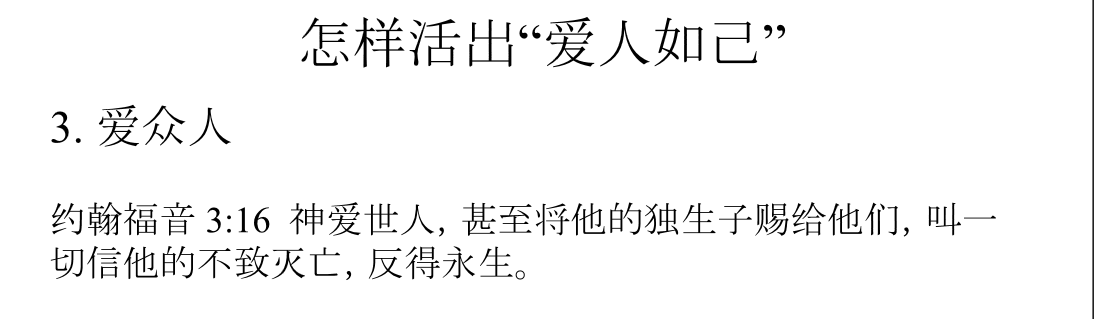 怎样活出“爱人如己”
3. 爱众人
约翰福音 3:16  神爱世人, 甚至将他的独生子赐给他们, 叫一
切信他的不致灭亡, 反得永生。